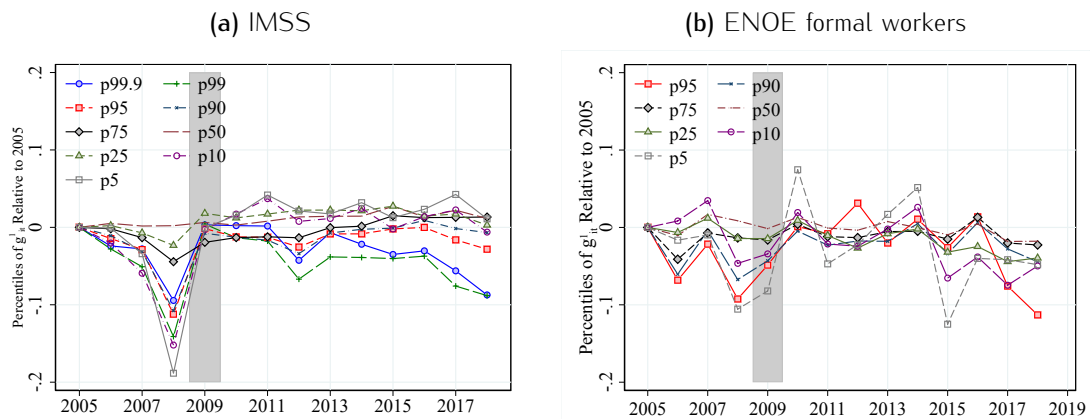 (a) IMSS
Percentiles of g¹ᵢₜ Relative to 2005
.2
.1
0
-.1
-.2
p99.9 p99
p95 p90
p75 p50
p25 p10
p5
2005 2007 2009 2011 2013 2015 2017
(b) ENOE formal workers
Percentiles of g¹ᵢₜ Relative to 2005
.2
.1
0
-.1
-.2
p95 p90
p75 p50
p25 p10
p5
2005 2007 2009 2011 2013 2015 2017 2019